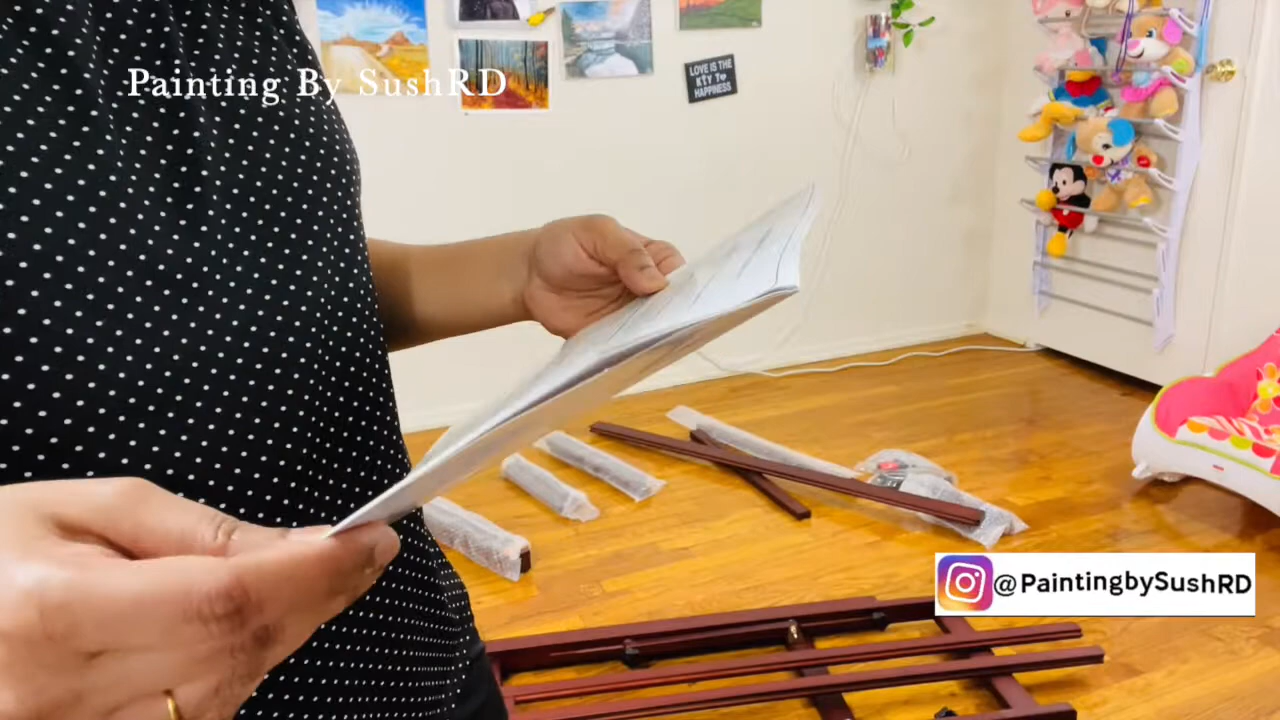 Painting By SushRD
LOVE IS THE
KEY TO
HAPPINESS
@PaintingbySushRD